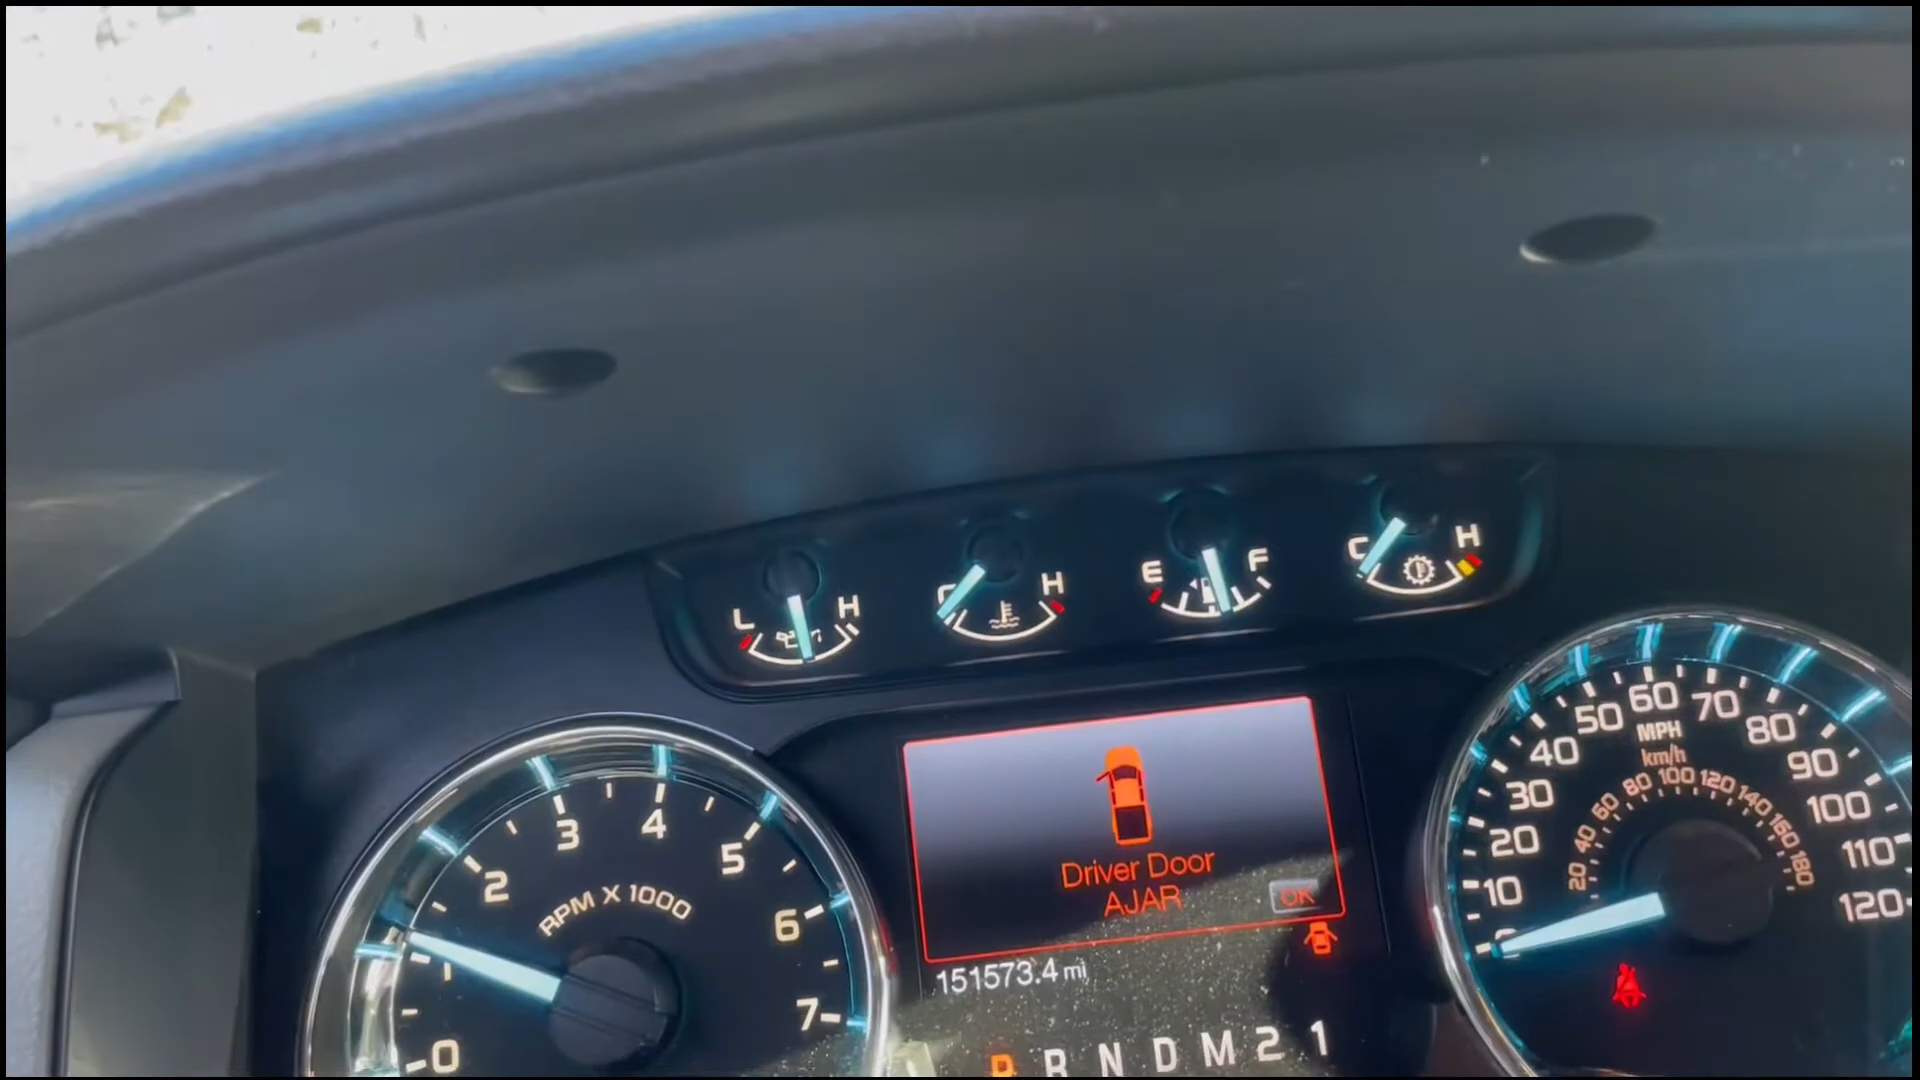 L H
C H
E F
C H
0 1 2 3 4 5 6 7
RPM X 1000
Driver Door
AJAR
OK
151573.4 mi
P R N D M 2 1
0 10 20 30 40 50 60 70 80 90 100 110 120
MPH
km/h
20 40 60 80 100 120 140 160 180